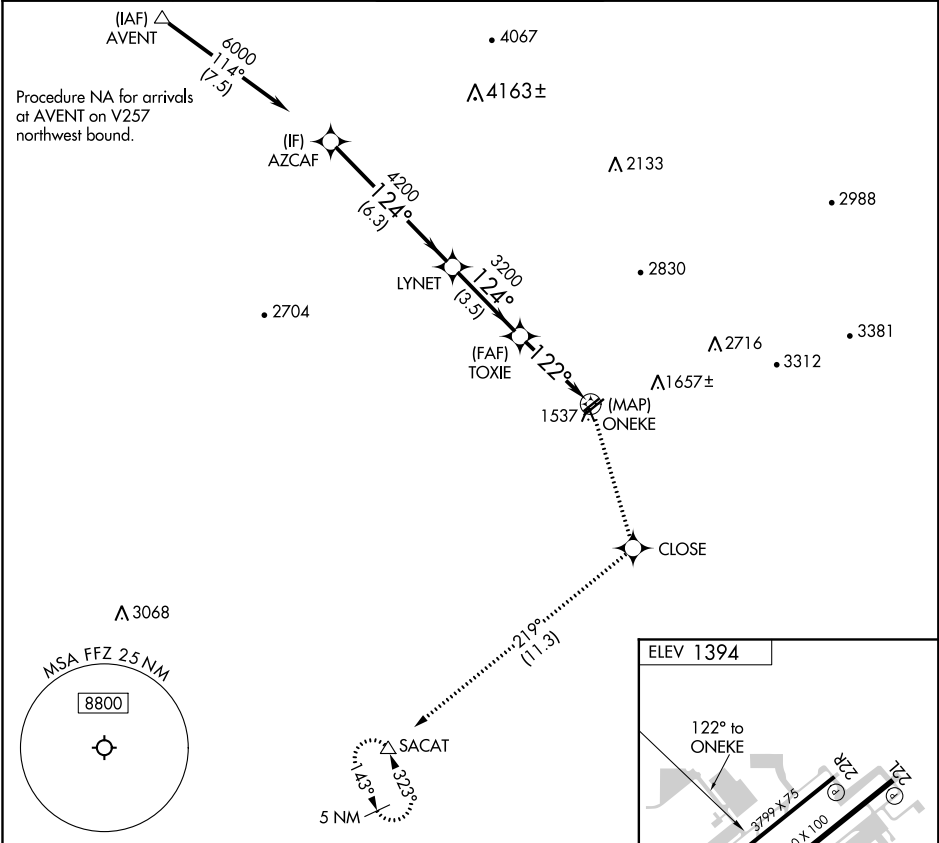 (IAF)
AVENT
6000
114°
(7.5)
4067
4163±
Procedure NA for arrivals
at AVENT on V257
northwest bound.
(IF)
AZCAF
2133
4200
124°
(6.3)
2988
LYNET
3200
124°
(3.5)
2830
2704
(FAF)
TOXIE
122°
2716
3381
3312
1657±
1537
(MAP)
ONEKE
CLOSE
3068
219°
(11.3)
MSA FFZ 25 NM
8800
SACAT
143°
323°
5 NM
ELEV 1394
122° to
ONEKE
22R
22L
P
P
3799 X 75
X 100